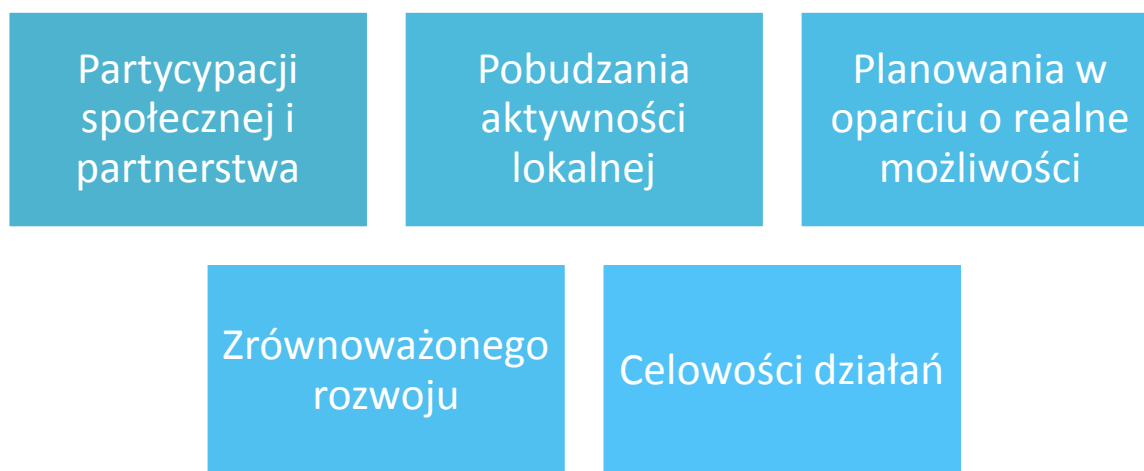 Partycypacji
społecznej i
partnerstwa
Pobudzania
aktywności
lokalnej
Planowania w
oparciu o realne
możliwości
Zrównoważonego
rozwoju
Celowości działań